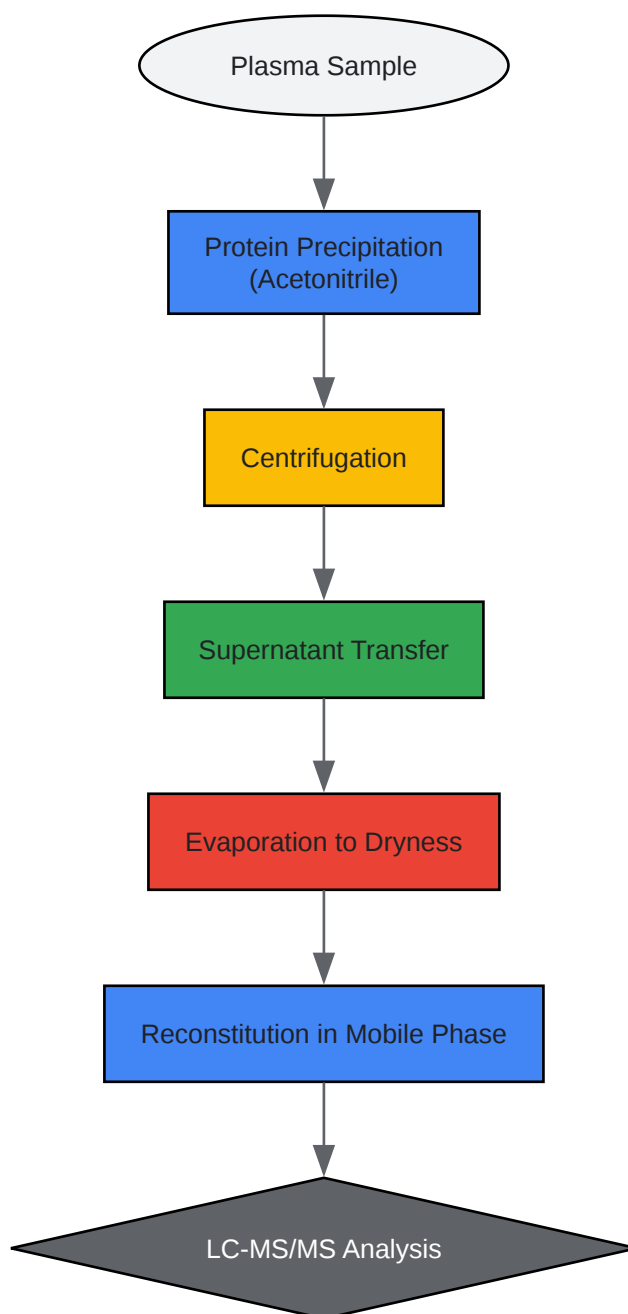 Plasma Sample
Protein Precipitation
(Acetonitrile)
Centrifugation
Supernatant Transfer
Evaporation to Dryness
Reconstitution in Mobile Phase
LC-MS/MS Analysis